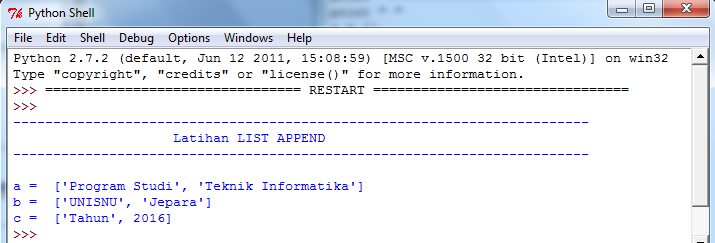 Python Shell
File Edit Shell Debug Options Windows Help
Python 2.7.2 (default, Jun 12 2011, 15:08:59) [MSC v.1500 32 bit (Intel)] on win32
Type "copyright", "credits" or "license()" for more information.
>>> ================================ RESTART ================================
>>>
------------------------------------------------------------------------
Latihan LIST APPEND
------------------------------------------------------------------------
a =  ['Program Studi', 'Teknik Informatika']
b =  ['UNISNU', 'Jepara']
c =  ['Tahun', 2016]
>>>